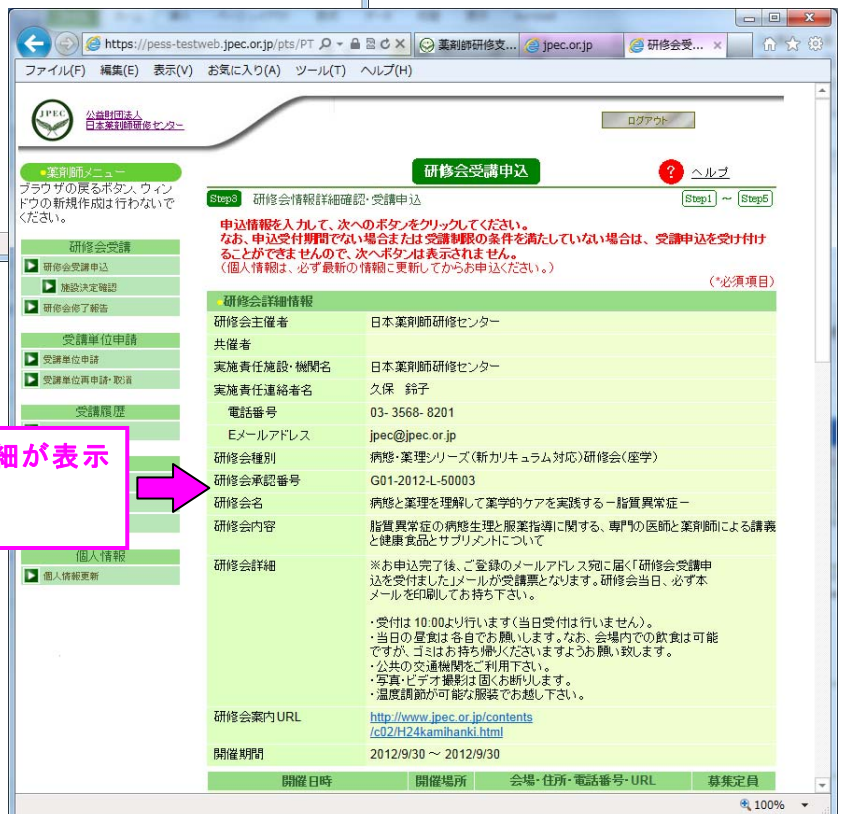 https://pess-testweb.jpec.or.jp/pts/PT
薬剤師研修支...
jpec.or.jp
研修会受...
ファイル(F) 編集(E) 表示(V) お気に入り(A) ツール(T) ヘルプ(H)
JPEC
公益財団法人
日本薬剤師研修センター
ログアウト
薬剤師メニュー
ブラウザの戻るボタン、ウィン
ドウの新規作成は行わないで
ください。
研修会受講
研修会受講申込
施設決定確認
研修会修了報告
受講単位申請
受講単位申請
受講単位再申請・取消
受講履歴
細が表示
個人情報
個人情報更新
研修会受講申込
? ヘルプ
Step3 研修会情報詳細確認・受講申込
Step1 ~ Step5
申込情報を入力して、次へのボタンをクリックしてください。
なお、申込受付期間でない場合または受講制限の条件を満たしていない場合は、受講申込を受け付け
ることができませんので、次へボタンは表示されません。
(個人情報は、必ず最新の情報に更新してからお申込ください。)
(*必須項目)
研修会詳細情報
研修会主催者 日本薬剤師研修センター
共催者
実施責任施設・機関名 日本薬剤師研修センター
実施責任連絡者名 久保 鈴子
電話番号 03-3568-8201
Eメールアドレス jpec@jpec.or.jp
研修会種別 病態・薬理シリーズ(新カリキュラム対応)研修会(座学)
研修会承認番号 G01-2012-L-50003
研修会名 病態と薬理を理解して薬学的ケアを実践する-脂質異常症-
研修会内容 脂質異常症の病態生理と服薬指導に関する、専門の医師と薬剤師による講義
と健康食品とサプリメントについて
研修会詳細 ※お申込完了後、ご登録のメールアドレス宛に届く「研修会受講申
込を受付ました」メールが受講票となります。研修会当日、必ず本
メールを印刷してお持ち下さい。
・受付は10:00より行います(当日受付は行いません)。
・当日の昼食は各自でお願いします。なお、会場内での飲食は可能
ですが、ゴミはお持ち帰りくださいますようお願い致します。
・公共の交通機関をご利用下さい。
・写真・ビデオ撮影は固くお断りします。
・温度調節が可能な服装でお越し下さい。
研修会案内URL http://www.jpec.or.jp/contents
/c02/H24kamihanki.html
開催期間 2012/9/30 ~ 2012/9/30
開催日時 開催場所 会場・住所・電話番号・URL 募集定員
100%